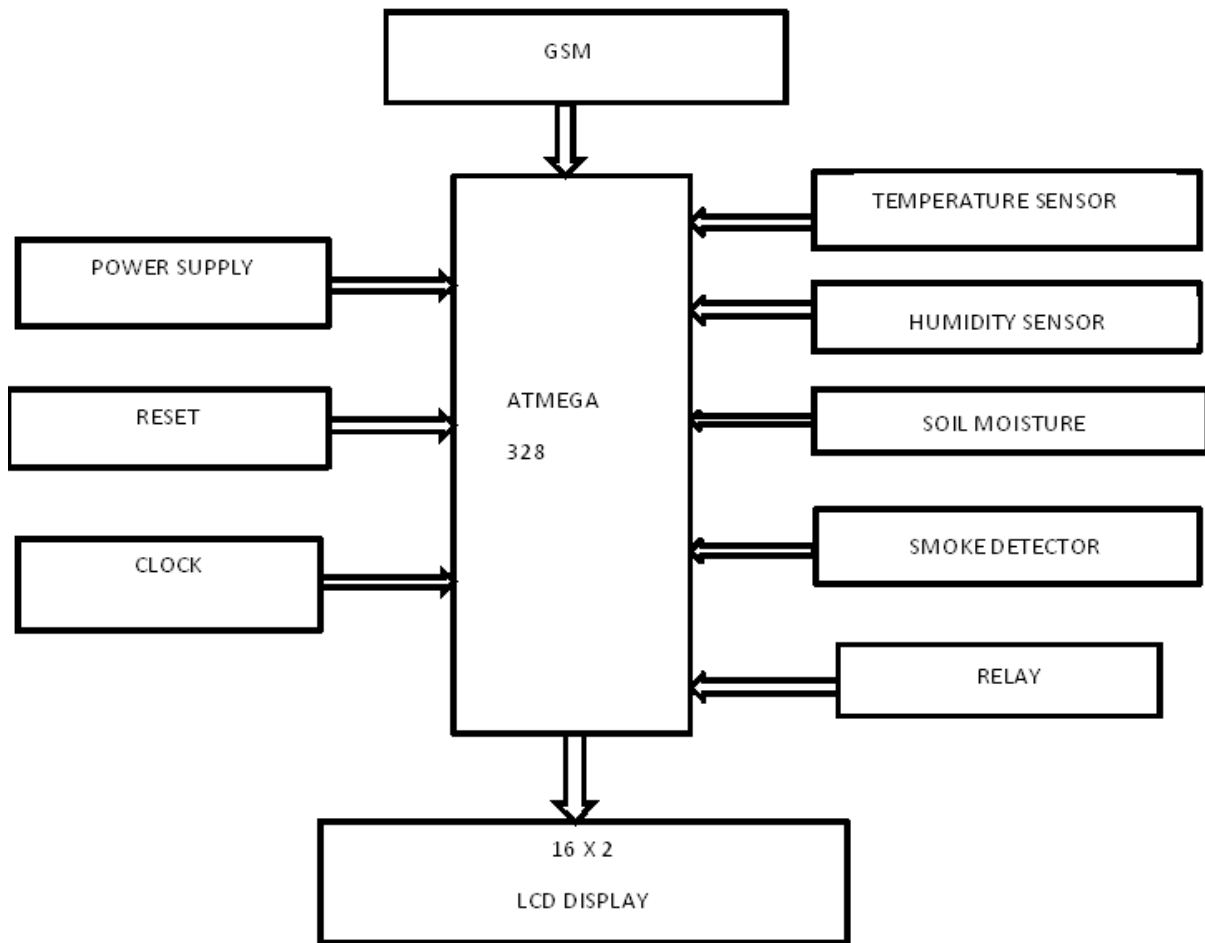 GSM
TEMPERATURE SENSOR
POWER SUPPLY
HUMIDITY SENSOR
ATMEGA
328
RESET
SOIL MOISTURE
SMOKE DETECTOR
CLOCK
RELAY
16 X 2
LCD DISPLAY